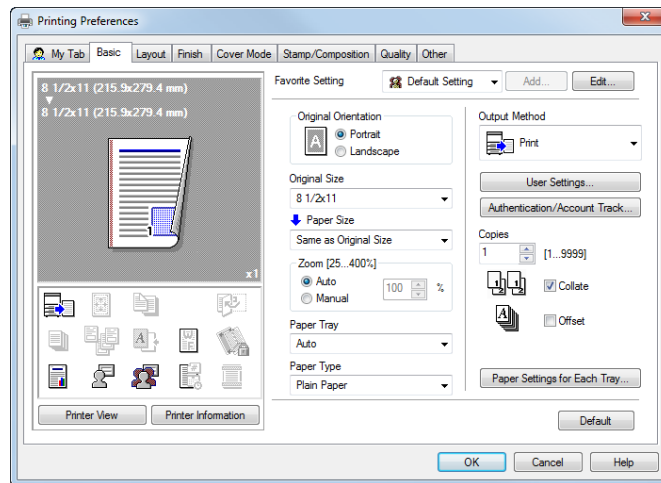 Printing Preferences
My Tab
Basic
Layout
Finish
Cover Mode
Stamp/Composition
Quality
Other
8 1/2x11 (215.9x279.4 mm)
8 1/2x11 (215.9x279.4 mm)
1
x1
Printer View
Printer Information
Favorite Setting
Default Setting
Add...
Edit...
Original Orientation
A
Portrait
Landscape
Original Size
8 1/2x11
Paper Size
Same as Original Size
Zoom [25...400%]
Auto
Manual
100
%
Paper Tray
Auto
Paper Type
Plain Paper
Output Method
Print
User Settings...
Authentication/Account Track...
Copies
1
[1...9999]
Collate
Offset
Paper Settings for Each Tray...
Default
OK
Cancel
Help